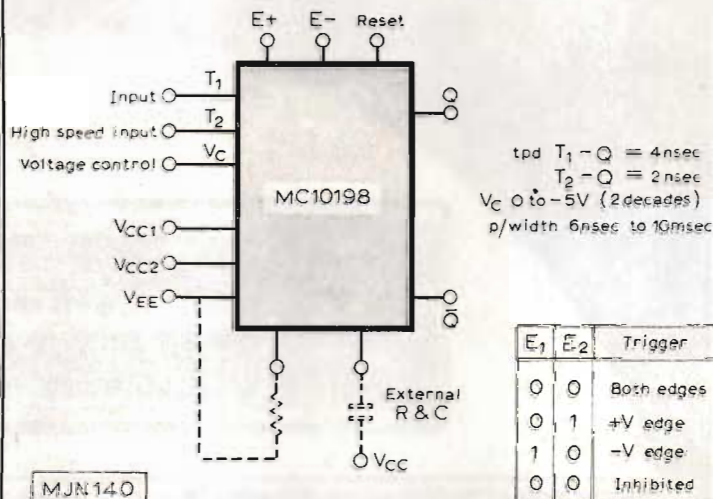 E+ E– Reset
Input T1
High speed input T2
Voltage control VC
MC10198
VCC1
VCC2
VEE
Q
Q̅
External
R & C
VCC
tpd T1 – Q = 4nsec
T2 – Q = 2nsec
VC 0 to –5V (2 decades)
p/width 6nsec to 10msec
E1 E2 Trigger
0 0 Both edges
0 1 +V edge
1 0 –V edge
0 0 Inhibited
MJN140